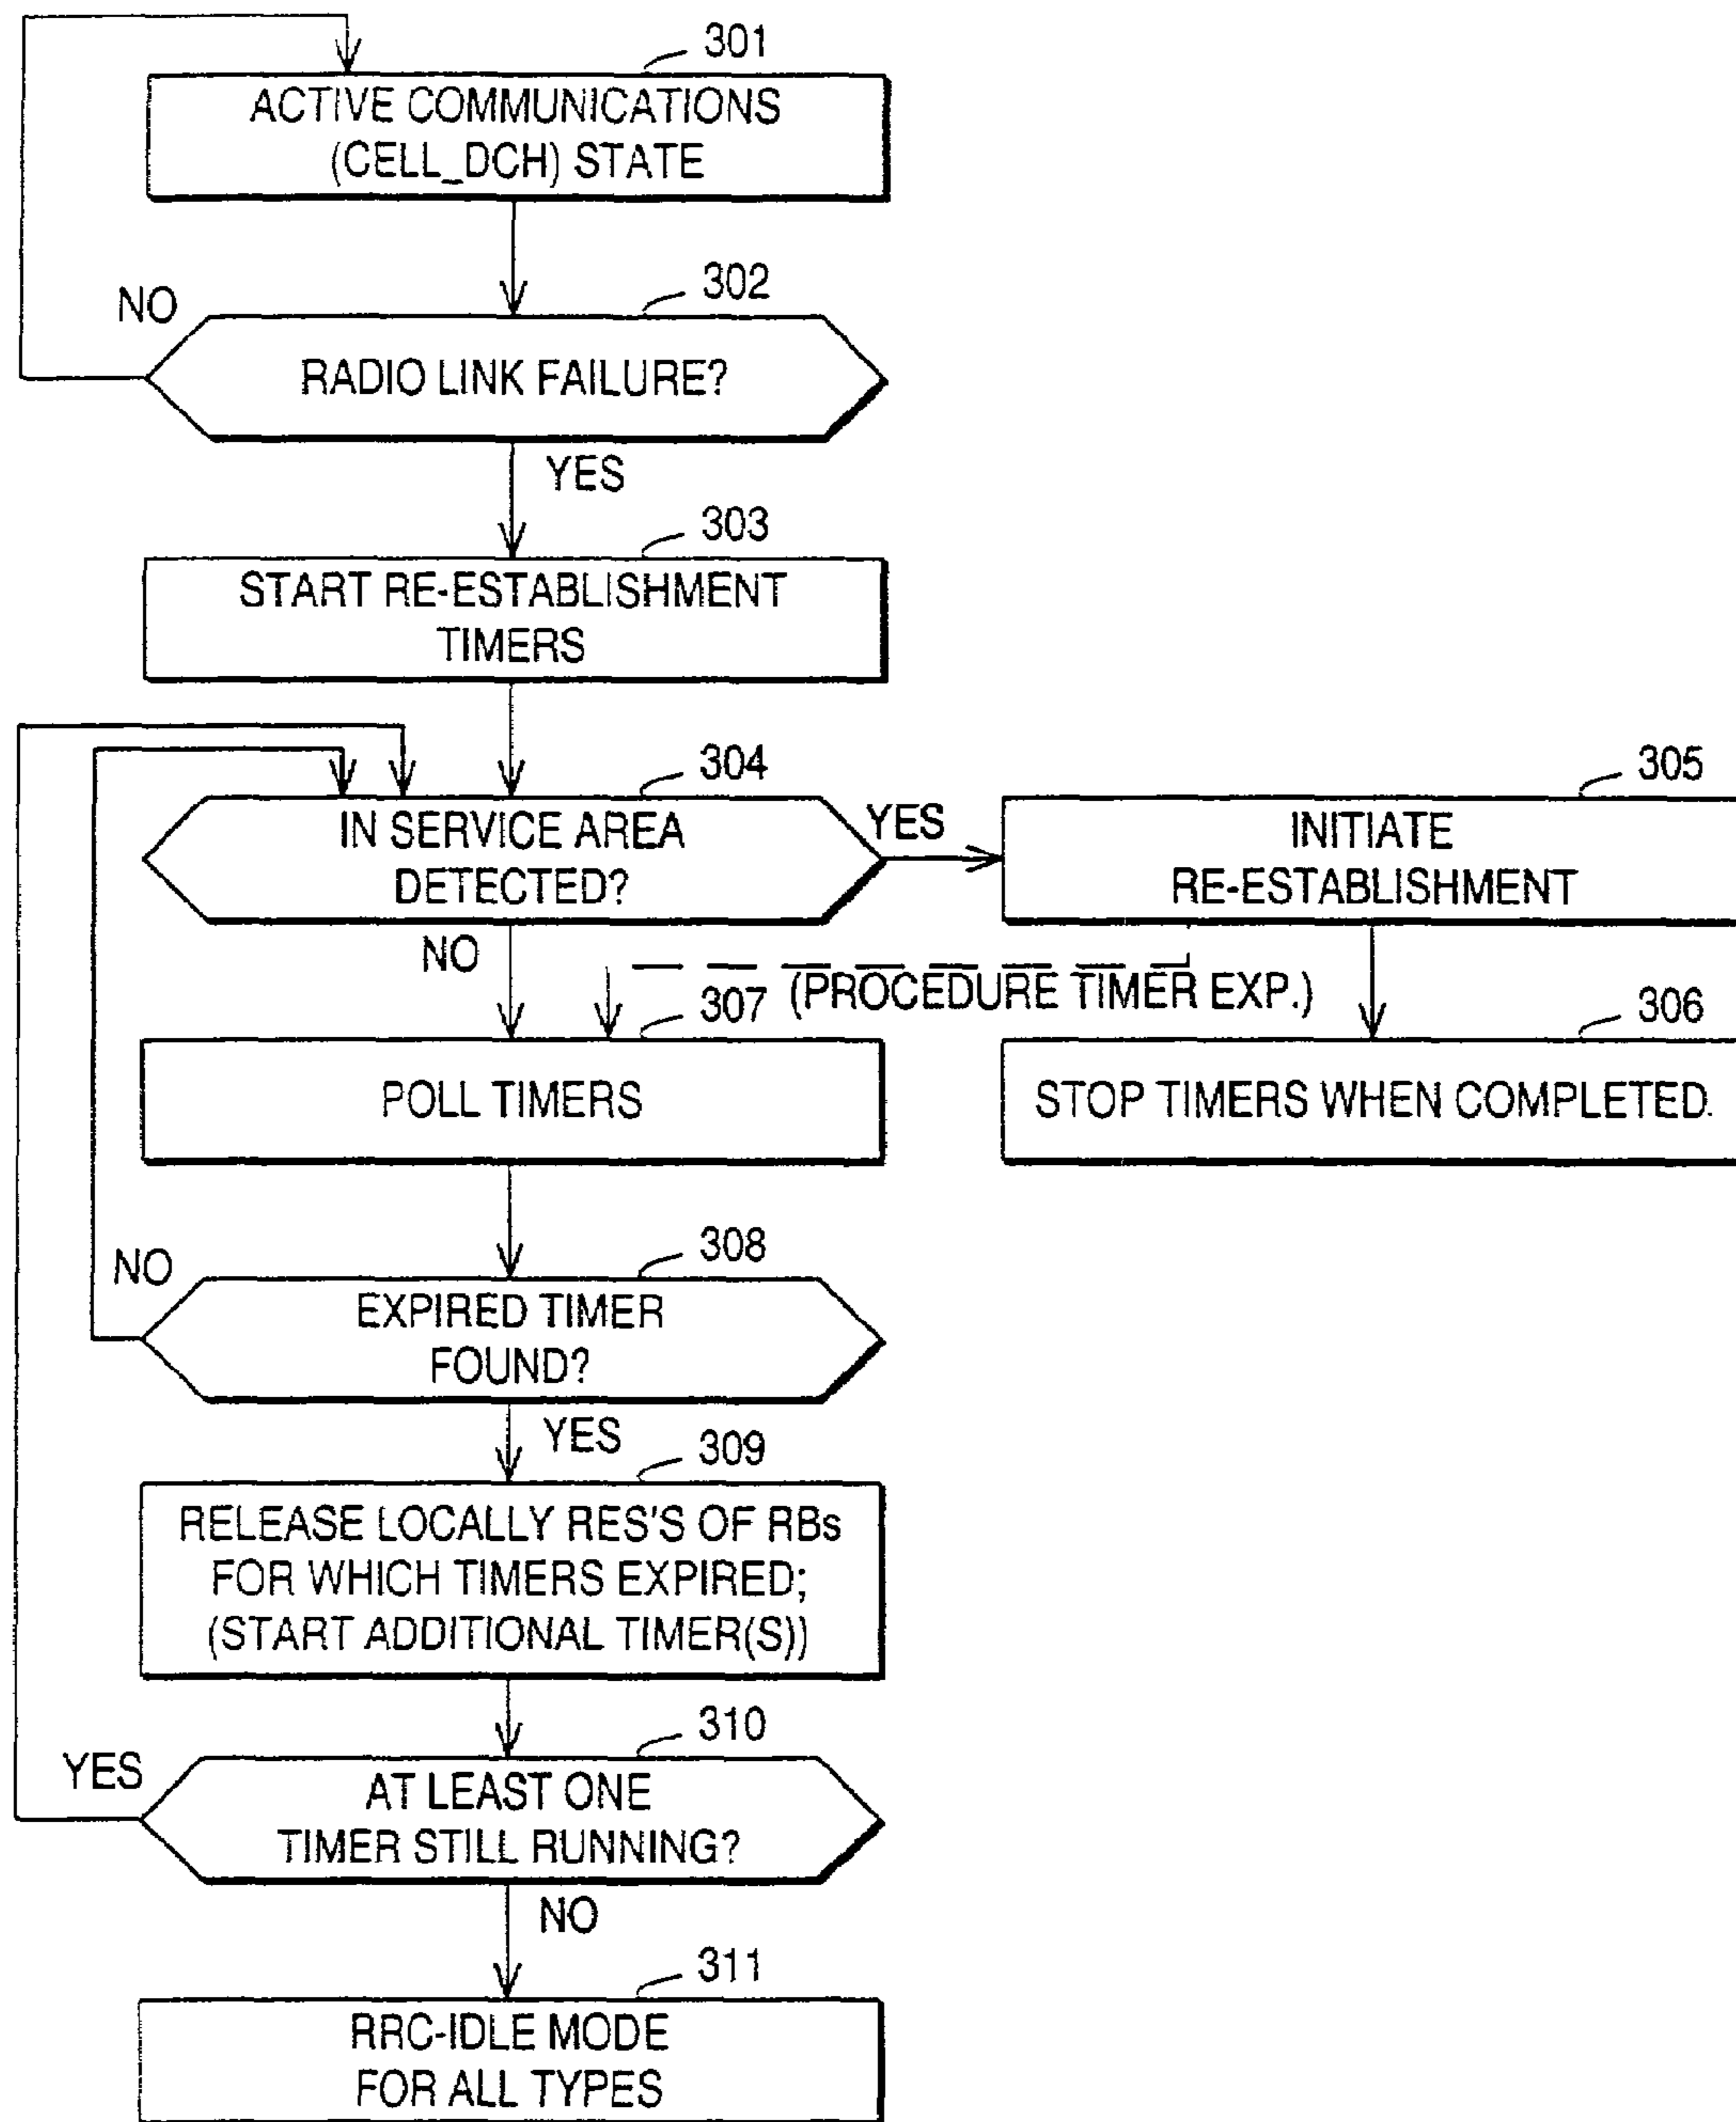 301
ACTIVE COMMUNICATIONS
(CELL_DCH) STATE
302
NO
RADIO LINK FAILURE?
YES
303
START RE-ESTABLISHMENT
TIMERS
304
305
IN SERVICE AREA
DETECTED?
YES
INITIATE
RE-ESTABLISHMENT
NO
(PROCEDURE TIMER EXP.)
307
306
POLL TIMERS
STOP TIMERS WHEN COMPLETED.
308
NO
EXPIRED TIMER
FOUND?
YES
309
RELEASE LOCALLY RES'S OF RBs
FOR WHICH TIMERS EXPIRED;
(START ADDITIONAL TIMER(S))
310
YES
AT LEAST ONE
TIMER STILL RUNNING?
NO
311
RRC-IDLE MODE
FOR ALL TYPES